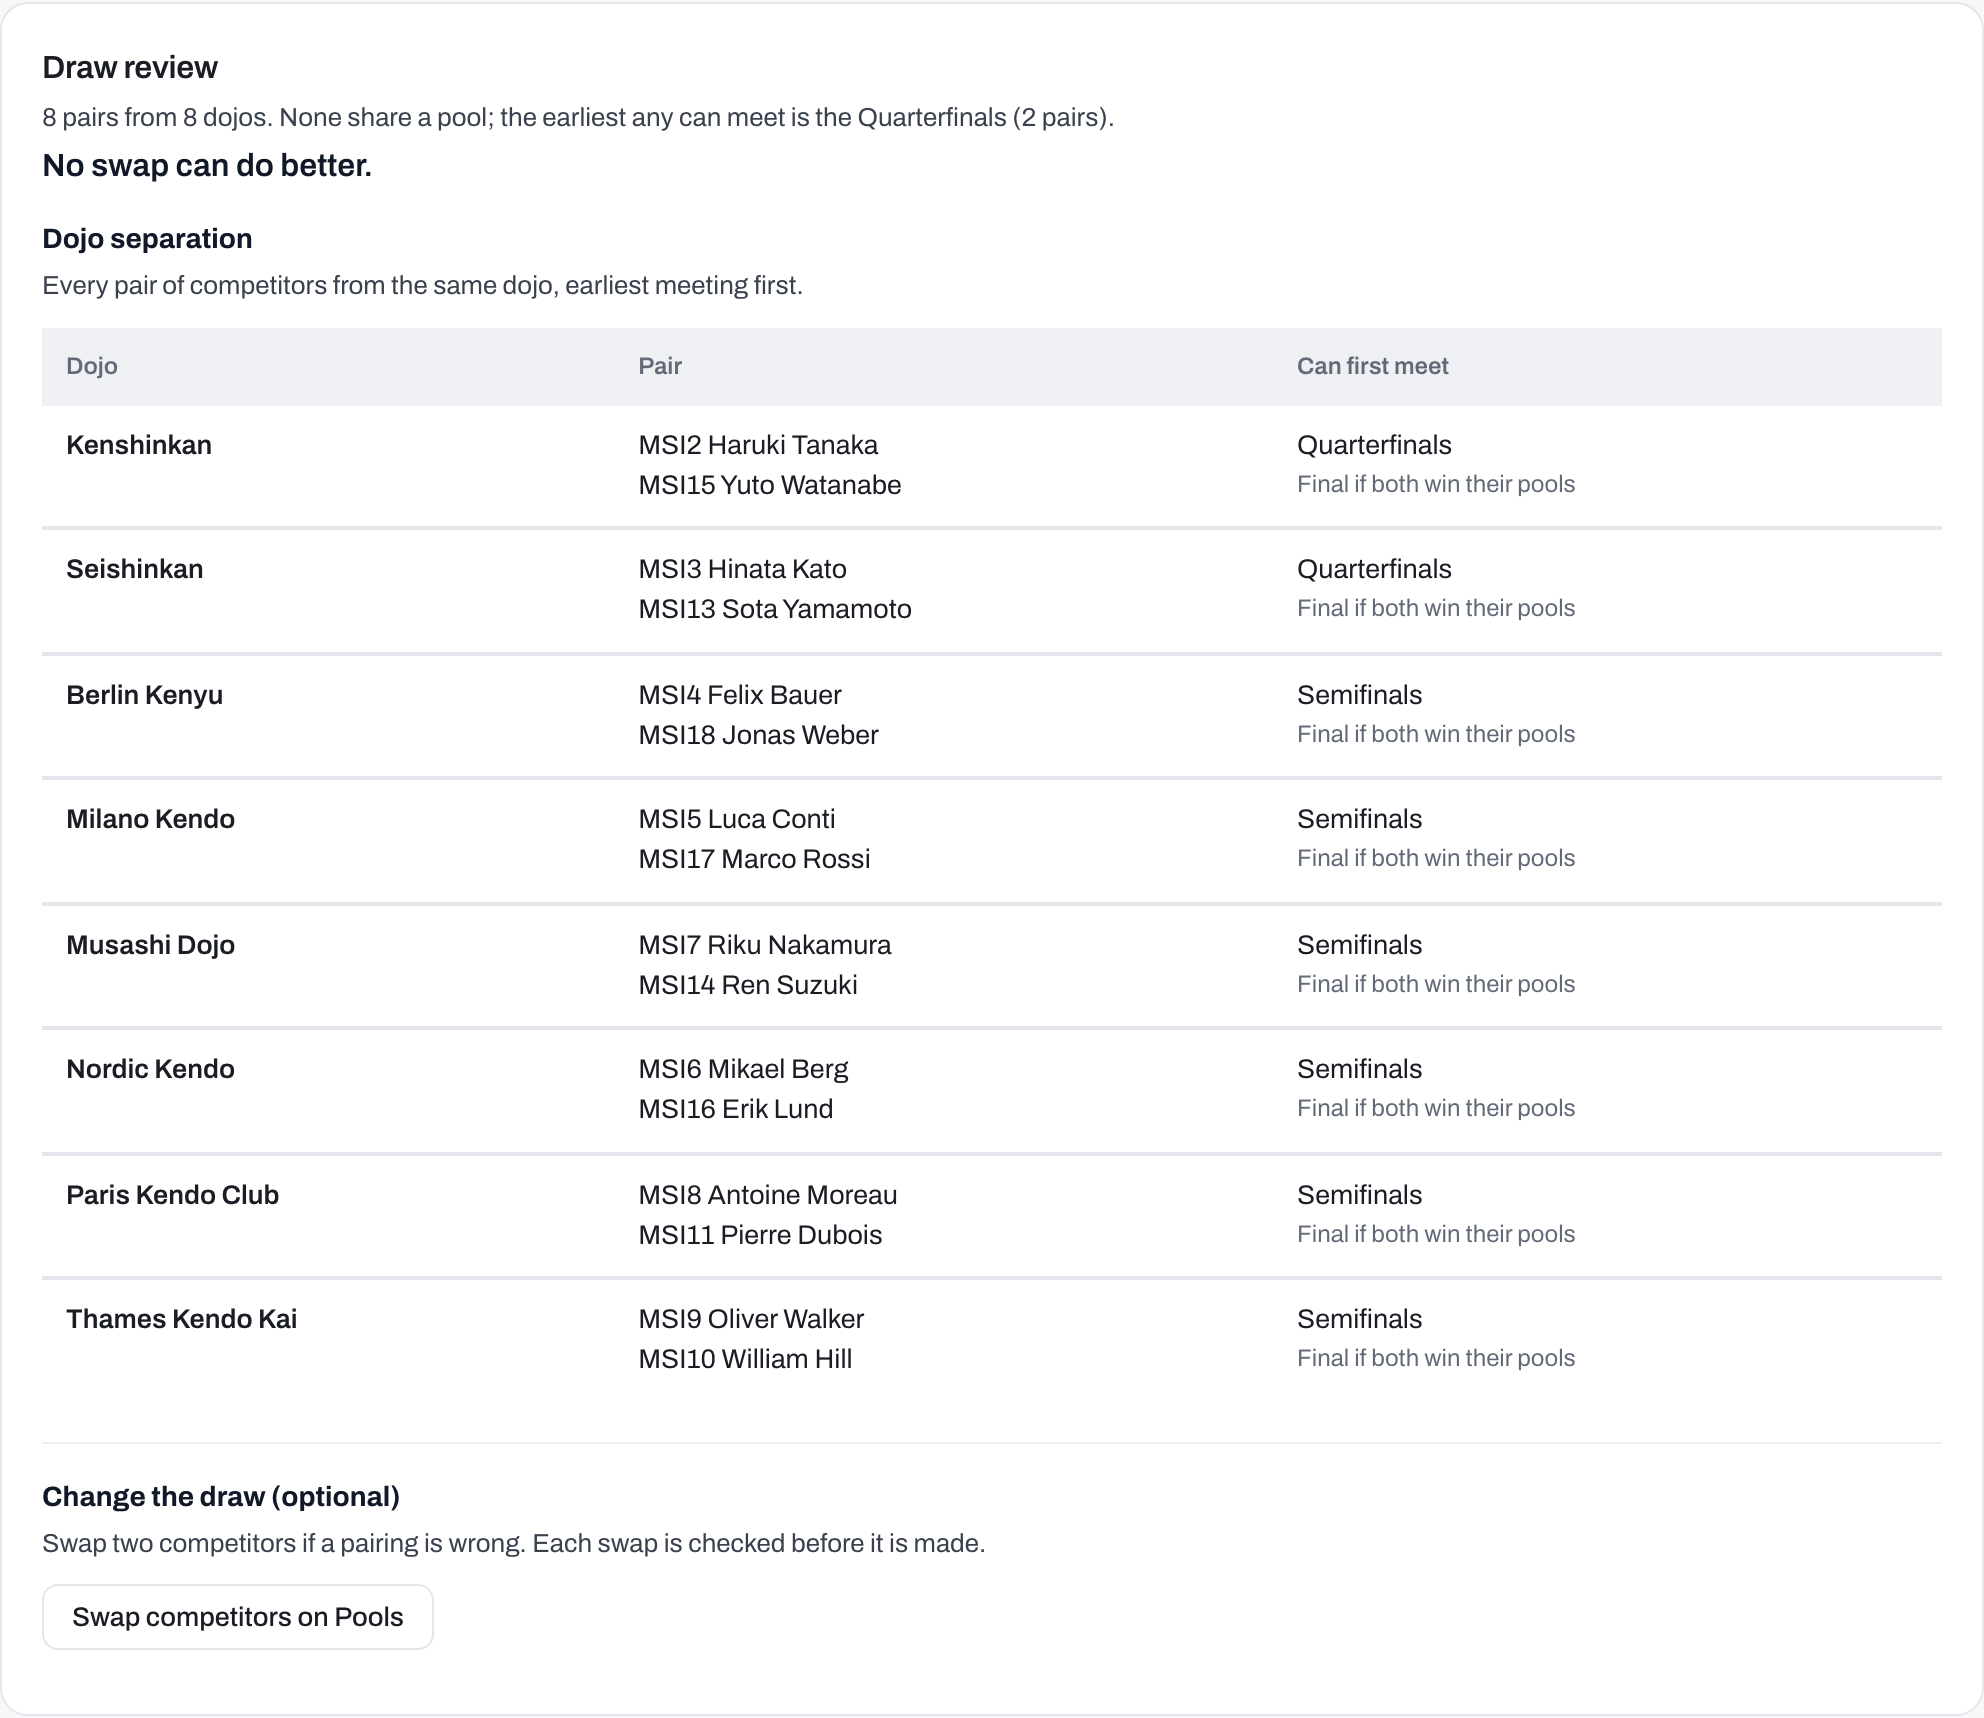 Draw review
8 pairs from 8 dojos. None share a pool; the earliest any can meet is the Quarterfinals (2 pairs).
No swap can do better.
Dojo separation
Every pair of competitors from the same dojo, earliest meeting first.
Dojo Pair Can first meet
Kenshinkan MSI2 Haruki Tanaka Quarterfinals
MSI15 Yuto Watanabe Final if both win their pools
Seishinkan MSI3 Hinata Kato Quarterfinals
MSI13 Sota Yamamoto Final if both win their pools
Berlin Kenyu MSI4 Felix Bauer Semifinals
MSI18 Jonas Weber Final if both win their pools
Milano Kendo MSI5 Luca Conti Semifinals
MSI17 Marco Rossi Final if both win their pools
Musashi Dojo MSI7 Riku Nakamura Semifinals
MSI14 Ren Suzuki Final if both win their pools
Nordic Kendo MSI6 Mikael Berg Semifinals
MSI16 Erik Lund Final if both win their pools
Paris Kendo Club MSI8 Antoine Moreau Semifinals
MSI11 Pierre Dubois Final if both win their pools
Thames Kendo Kai MSI9 Oliver Walker Semifinals
MSI10 William Hill Final if both win their pools
Change the draw (optional)
Swap two competitors if a pairing is wrong. Each swap is checked before it is made.
Swap competitors on Pools